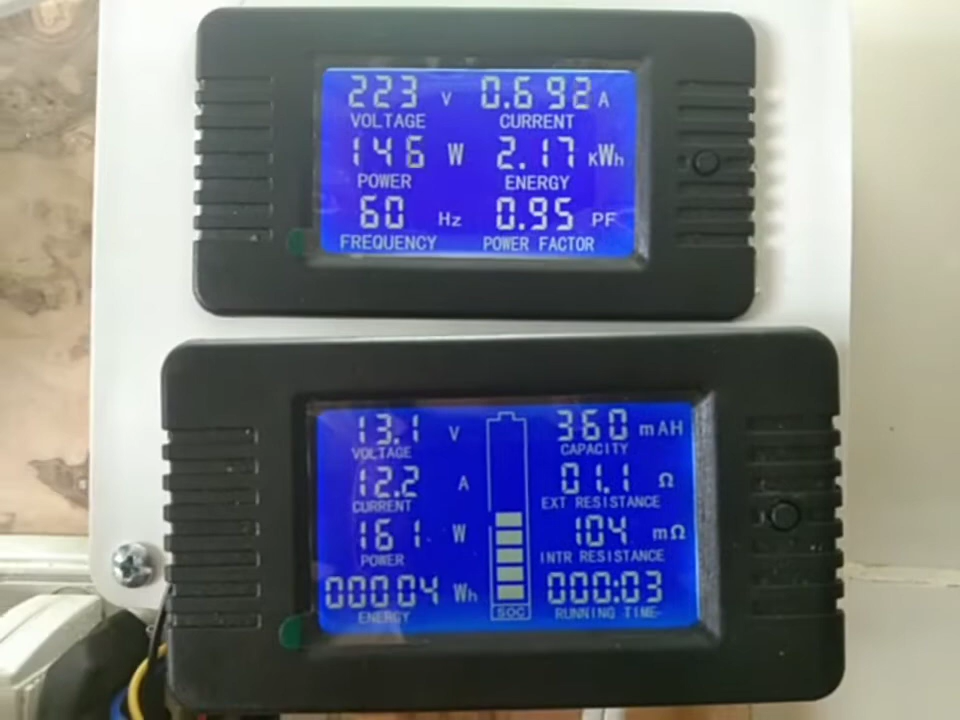 223 V 0.692 A
VOLTAGE CURRENT
146 W 2.17 KWh
POWER ENERGY
60 Hz 0.95 PF
FREQUENCY POWER FACTOR
13.1 V 360 mAH
VOLTAGE CAPACITY
12.2 A 01.1 Ω
CURRENT EXT RESISTANCE
161 W 104 mΩ
POWER INTR RESISTANCE
00004 Wh 000:03
ENERGY SOC RUNNING TIME